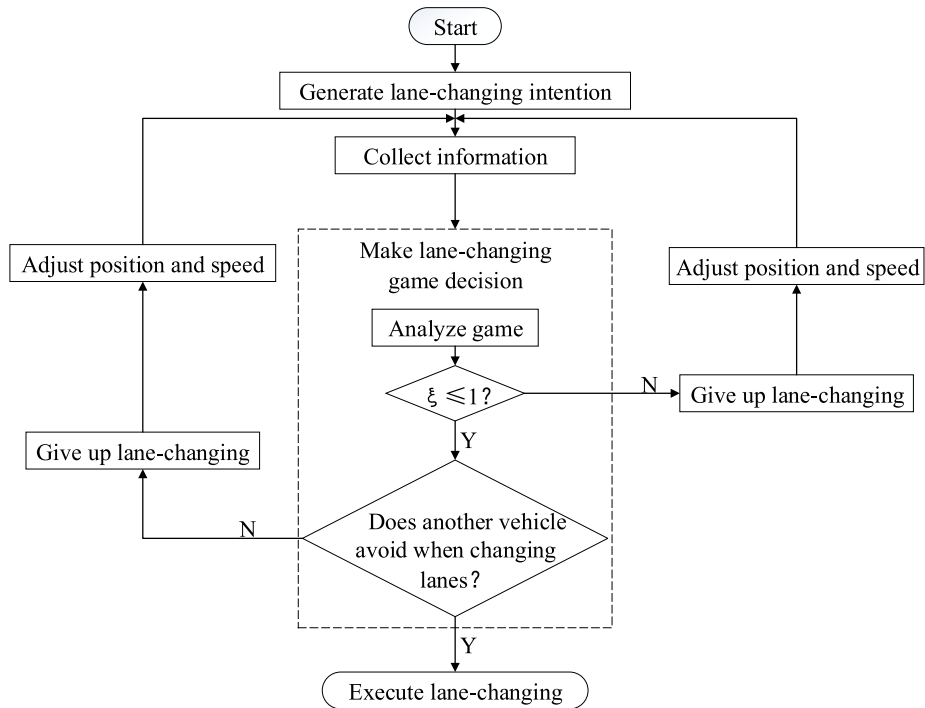 Start
Generate lane-changing intention
Collect information
Make lane-changing
game decision
Adjust position and speed
Adjust position and speed
Analyze game
ξ ≤1?
N
Give up lane-changing
Y
Give up lane-changing
N
Does another vehicle
avoid when changing
lanes?
Y
Execute lane-changing